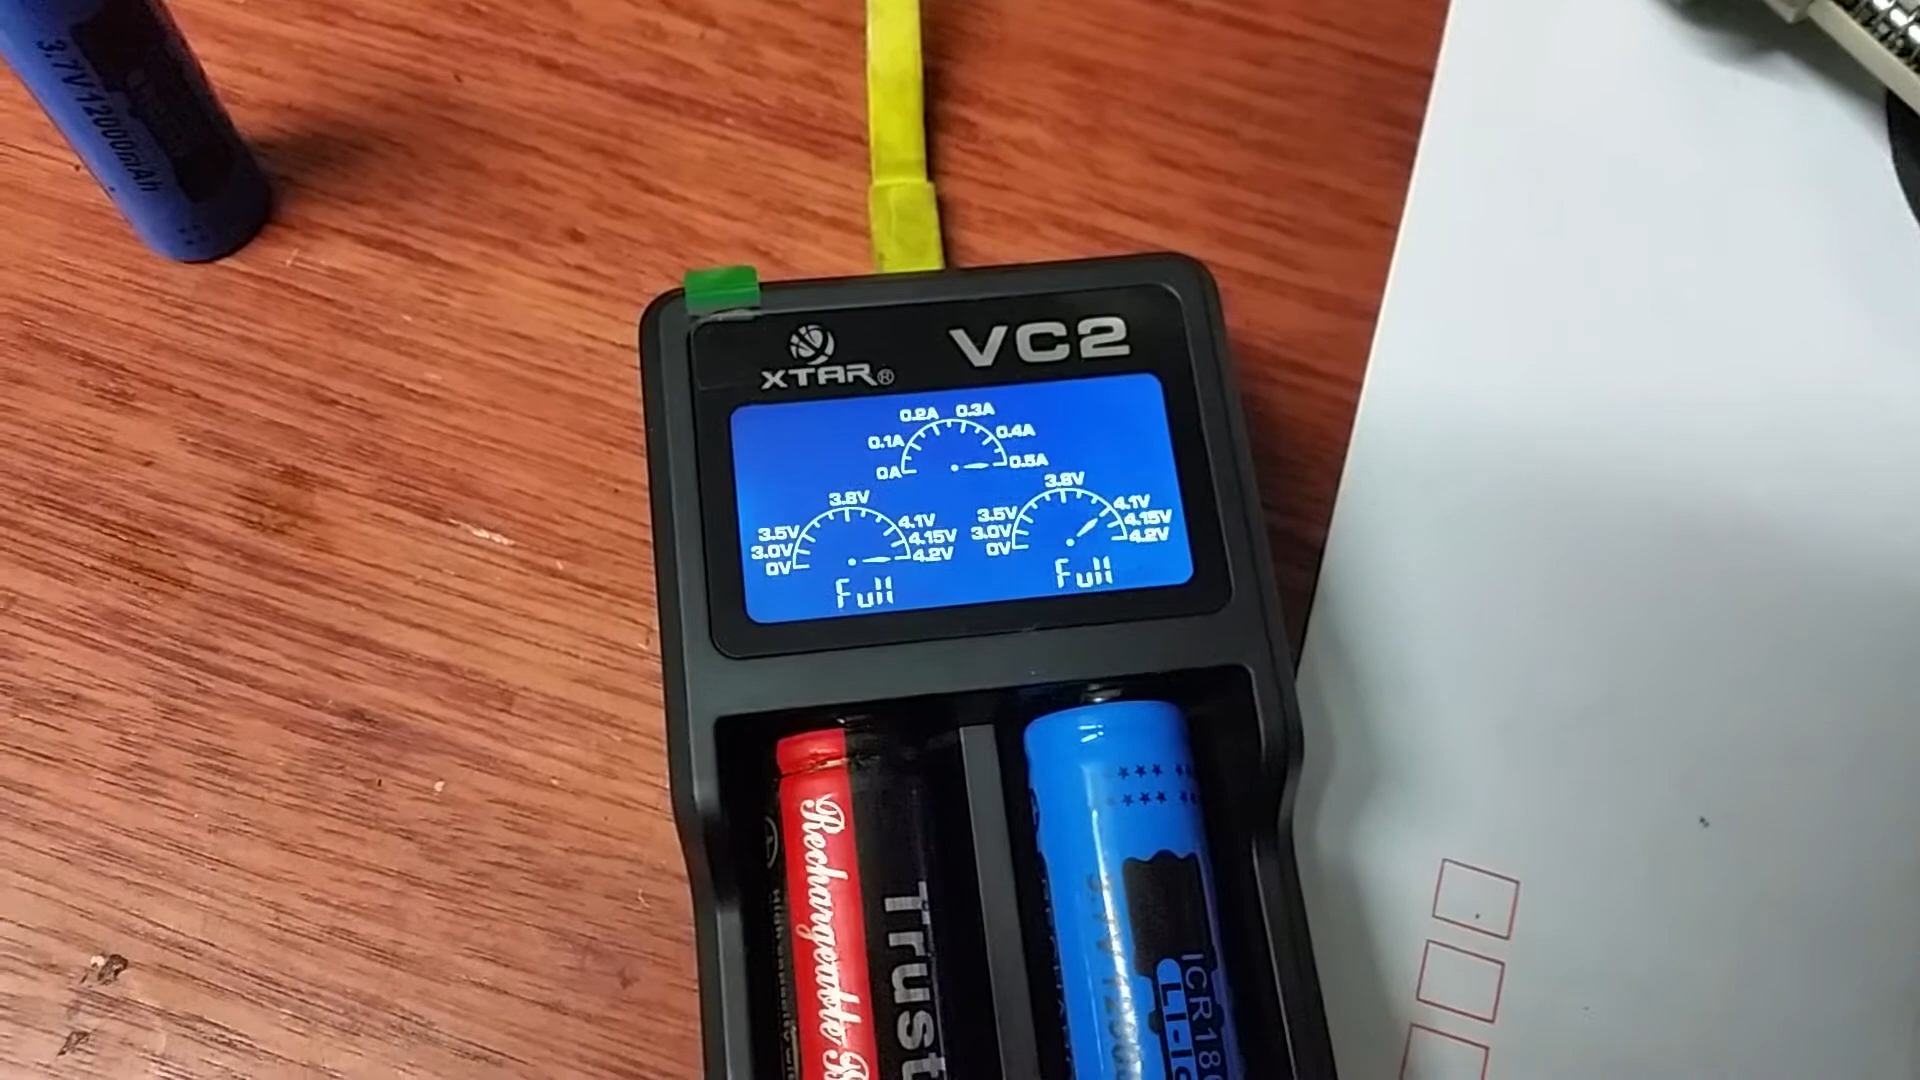 3.7V 12000mAh
XTAR®
VC2
0A
0.1A
0.2A
0.3A
0.4A
0.5A
0V
3.0V
3.5V
3.8V
4.1V
4.15V
4.2V
Full
0V
3.0V
3.5V
3.8V
4.1V
4.15V
4.2V
Full
Rechargeable
Trust
ICR18